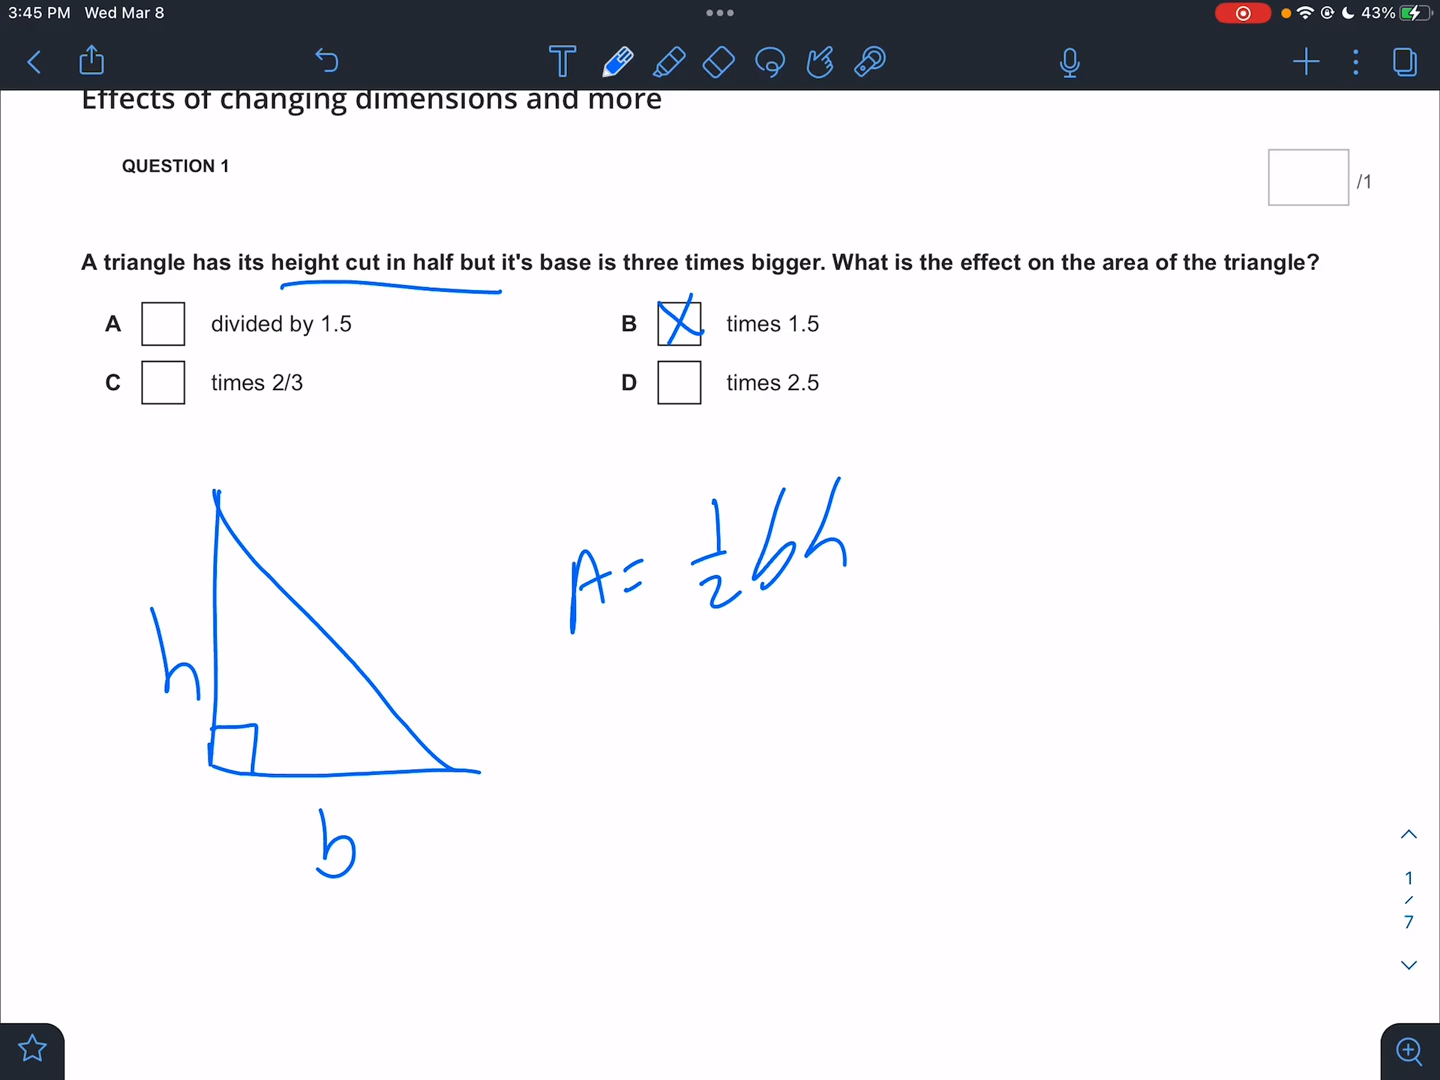 3:45 PM Wed Mar 8
43%
Effects of changing dimensions and more
QUESTION 1
/1
A triangle has its height cut in half but it's base is three times bigger. What is the effect on the area of the triangle?
A divided by 1.5
B X times 1.5
C times 2/3
D times 2.5
A = 1/2 bh
h
b
1
/
7